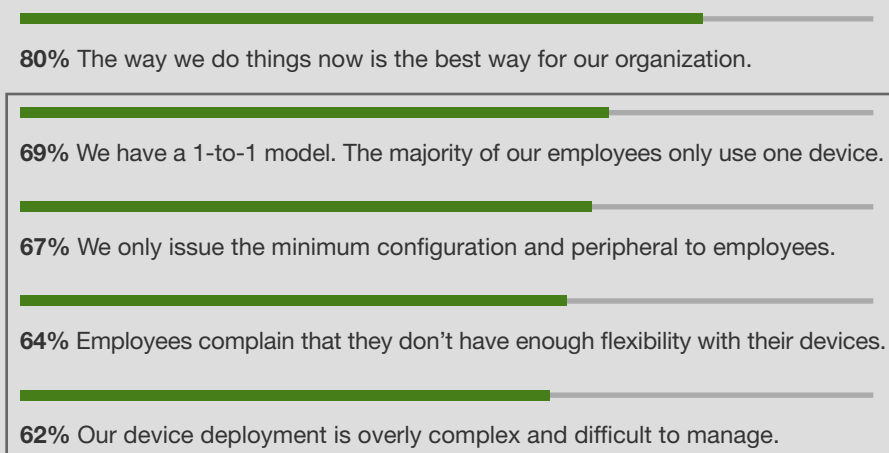 80% The way we do things now is the best way for our organization.
69% We have a 1-to-1 model. The majority of our employees only use one device.
67% We only issue the minimum configuration and peripheral to employees.
64% Employees complain that they don’t have enough flexibility with their devices.
62% Our device deployment is overly complex and difficult to manage.